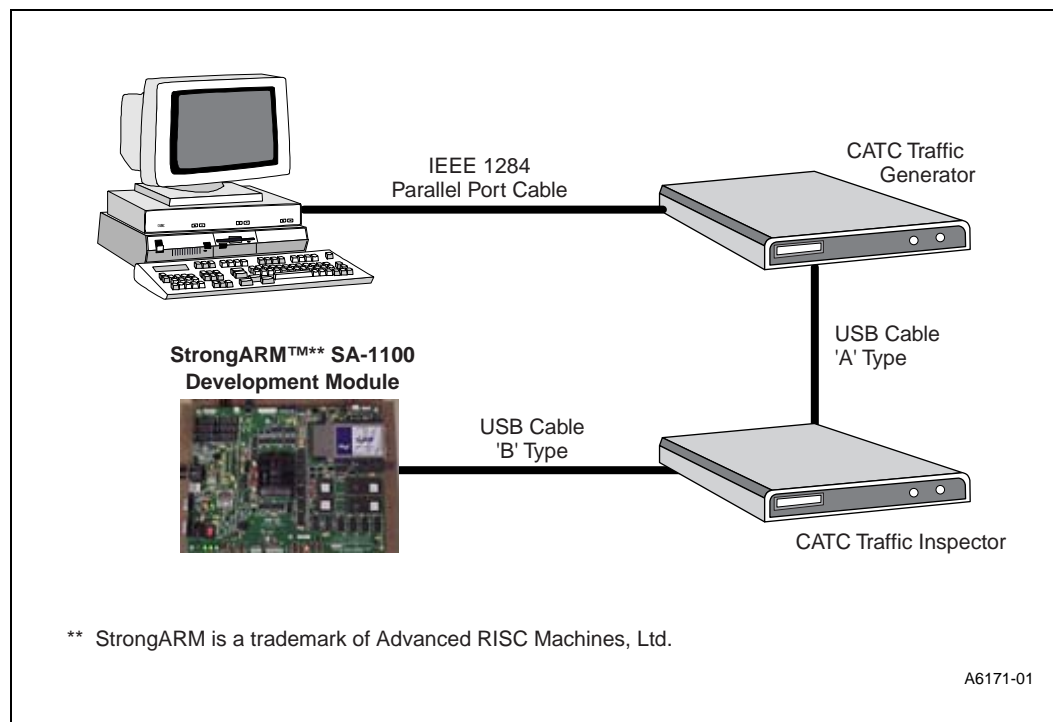 IEEE 1284
Parallel Port Cable
CATC Traffic
Generator
USB Cable
'A' Type
StrongARM™** SA-1100
Development Module
USB Cable
'B' Type
CATC Traffic Inspector
** StrongARM is a trademark of Advanced RISC Machines, Ltd.
A6171-01